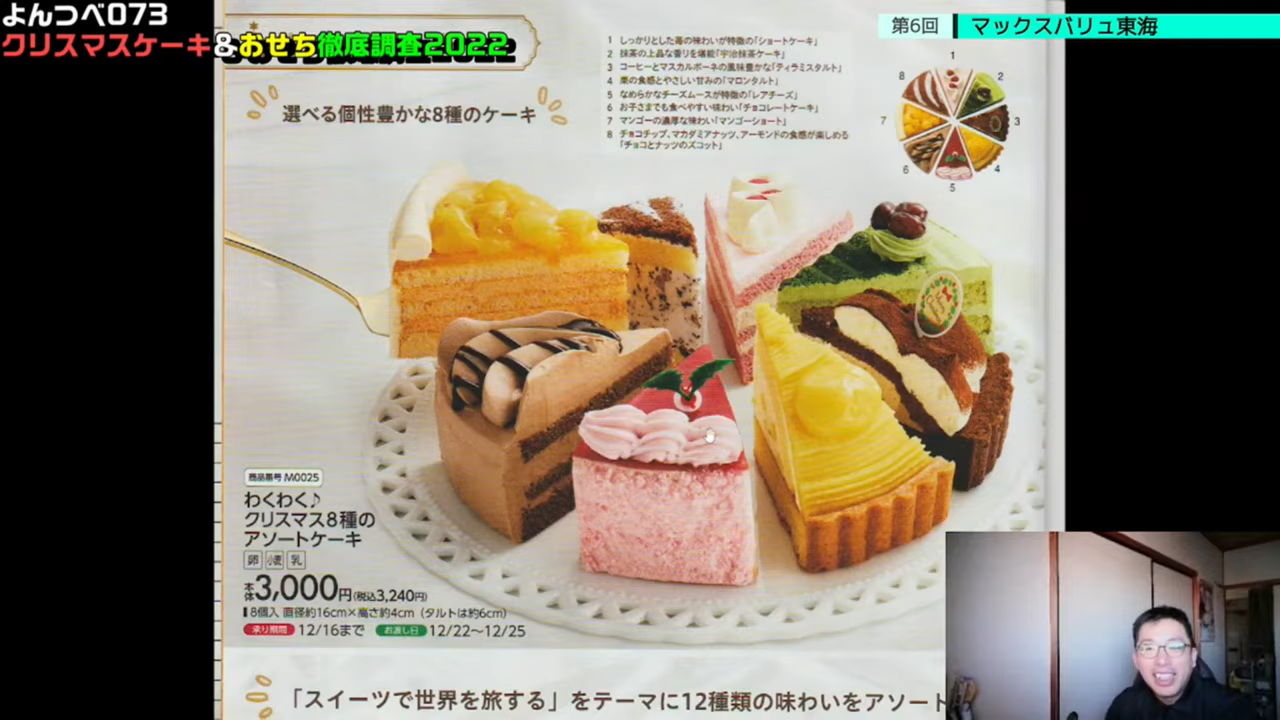 よんつべ073
クリスマスケーキ&おせち徹底調査2022
第6回 マックスバリュ東海
選べる個性豊かな8種のケーキ
1 しっかりとした苺の味わいが特徴の「ショートケーキ」
2 抹茶の上品な香りを堪能「宇治抹茶ケーキ」
3 コーヒーとマスカルポーネの風味豊かな「ティラミスタルト」
4 栗の食感とやさしい甘みの「マロンタルト」
5 なめらかなチーズムースが特徴の「レアチーズ」
6 お子さまでも食べやすい味わい「チョコレートケーキ」
7 マンゴーの濃厚な味わい「マンゴーショート」
8 チョコチップ、マカダミアナッツ、アーモンドの食感が楽しめる
「チョコとナッツのズコット」
1
2
3
4
5
6
7
8
商品番号 M0025
わくわく♪
クリスマス8種の
アソートケーキ
卵 小麦 乳
本体3,000円(税込3,240円)
8個入 直径約16cm×高さ約4cm (タルトは約6cm)
承り期間 12/16まで お渡し日 12/22〜12/25
「スイーツで世界を旅する」をテーマに12種類の味わいをアソート